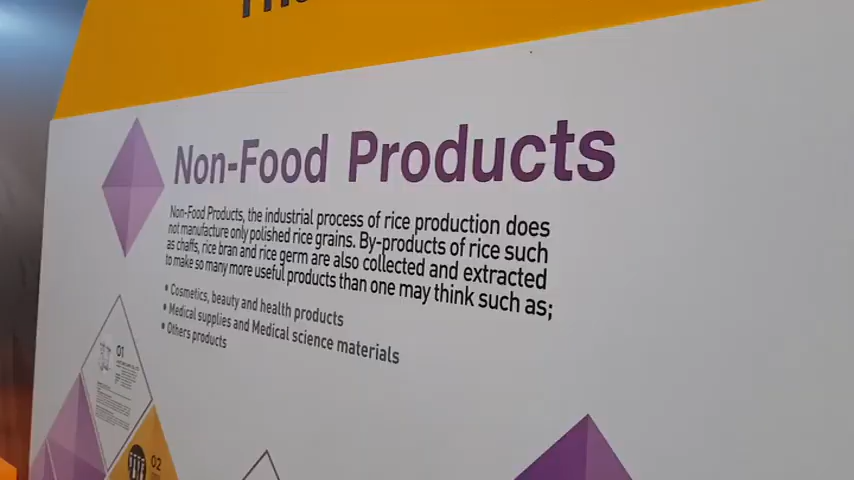 Non-Food Products
Non-Food Products, the industrial process of rice production does
not manufacture only polished rice grains. By-products of rice such
as chaffs, rice bran and rice germ are also collected and extracted
to make so many more useful products than one may think such as;
• Cosmetics, beauty and health products
• Medical supplies and Medical science materials
• Others products
01
02